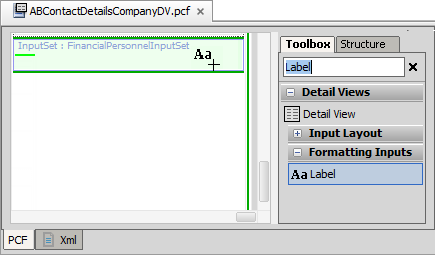 ABContactDetailsCompanyDV.pcf ×
InputSet : FinancialPersonnelInputSet
Aa
Toolbox Structure
Label
Detail Views
Detail View
Input Layout
Formatting Inputs
Aa Label
PCF Xml